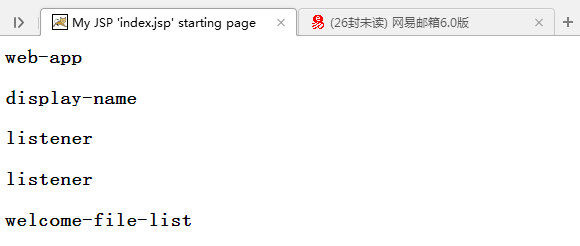 My JSP 'index.jsp' starting page
(26封未读) 网易邮箱6.0版
web-app
display-name
listener
listener
welcome-file-list